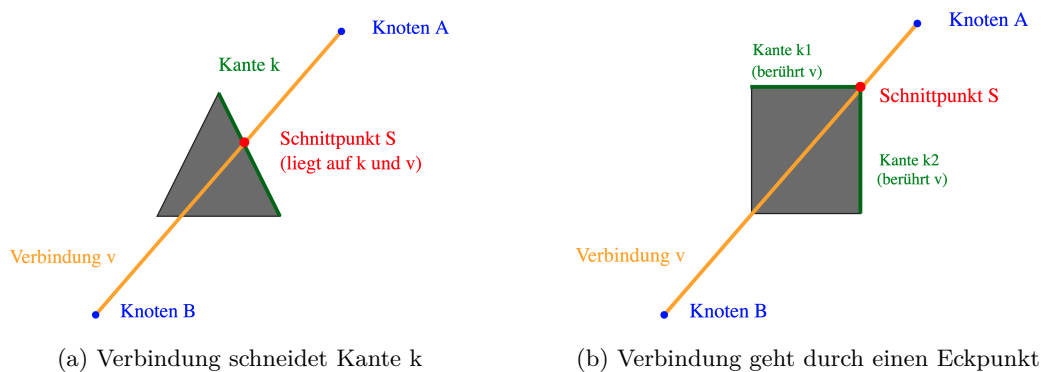 Knoten A
Kante k
Schnittpunkt S
(liegt auf k und v)
Verbindung v
Knoten B
(a) Verbindung schneidet Kante k
Knoten A
Kante k1
(berührt v)
Schnittpunkt S
Kante k2
(berührt v)
Verbindung v
Knoten B
(b) Verbindung geht durch einen Eckpunkt